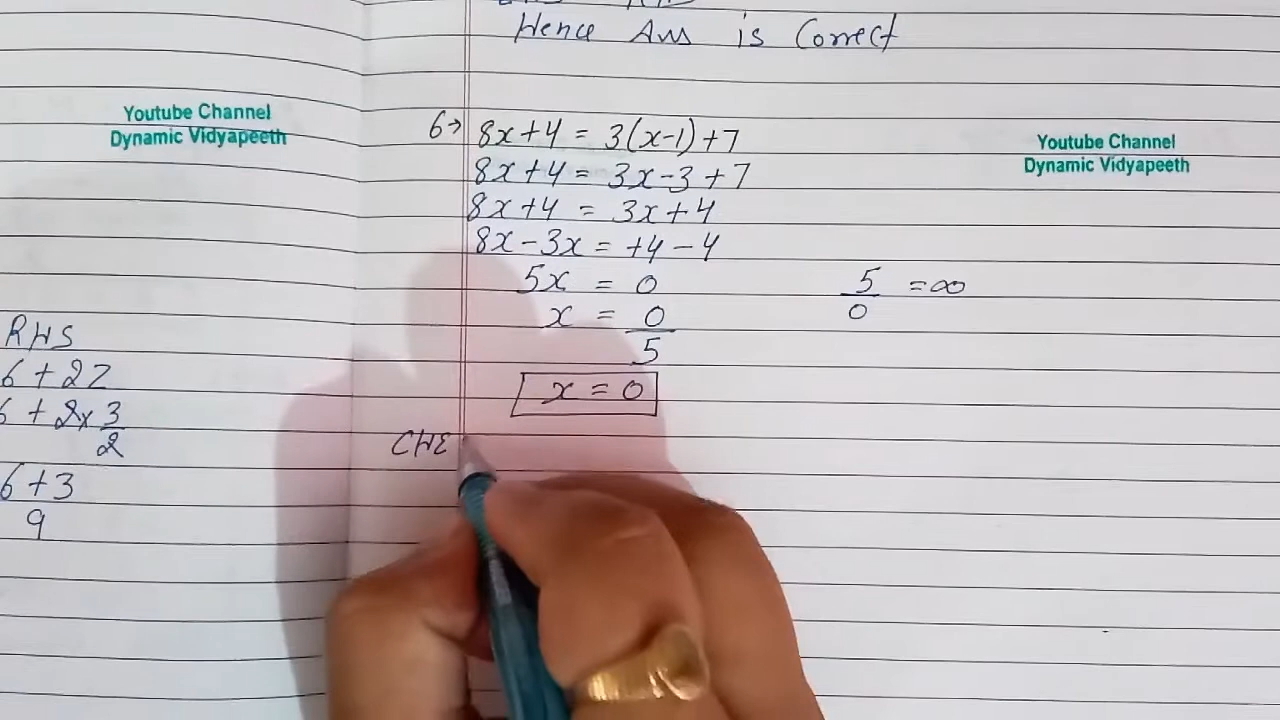 Hence Ans is Correct
Youtube Channel
Dynamic Vidyapeeth
Youtube Channel
Dynamic Vidyapeeth
6→ 8x+4 = 3(x-1)+7
8x+4 = 3x-3+7
8x+4 = 3x+4
8x-3x = +4-4
5x = 0
x = 0/5
x = 0
5/0 = ∞
CHE
RHS
6+2Z
6+2×3/2
6+3
9